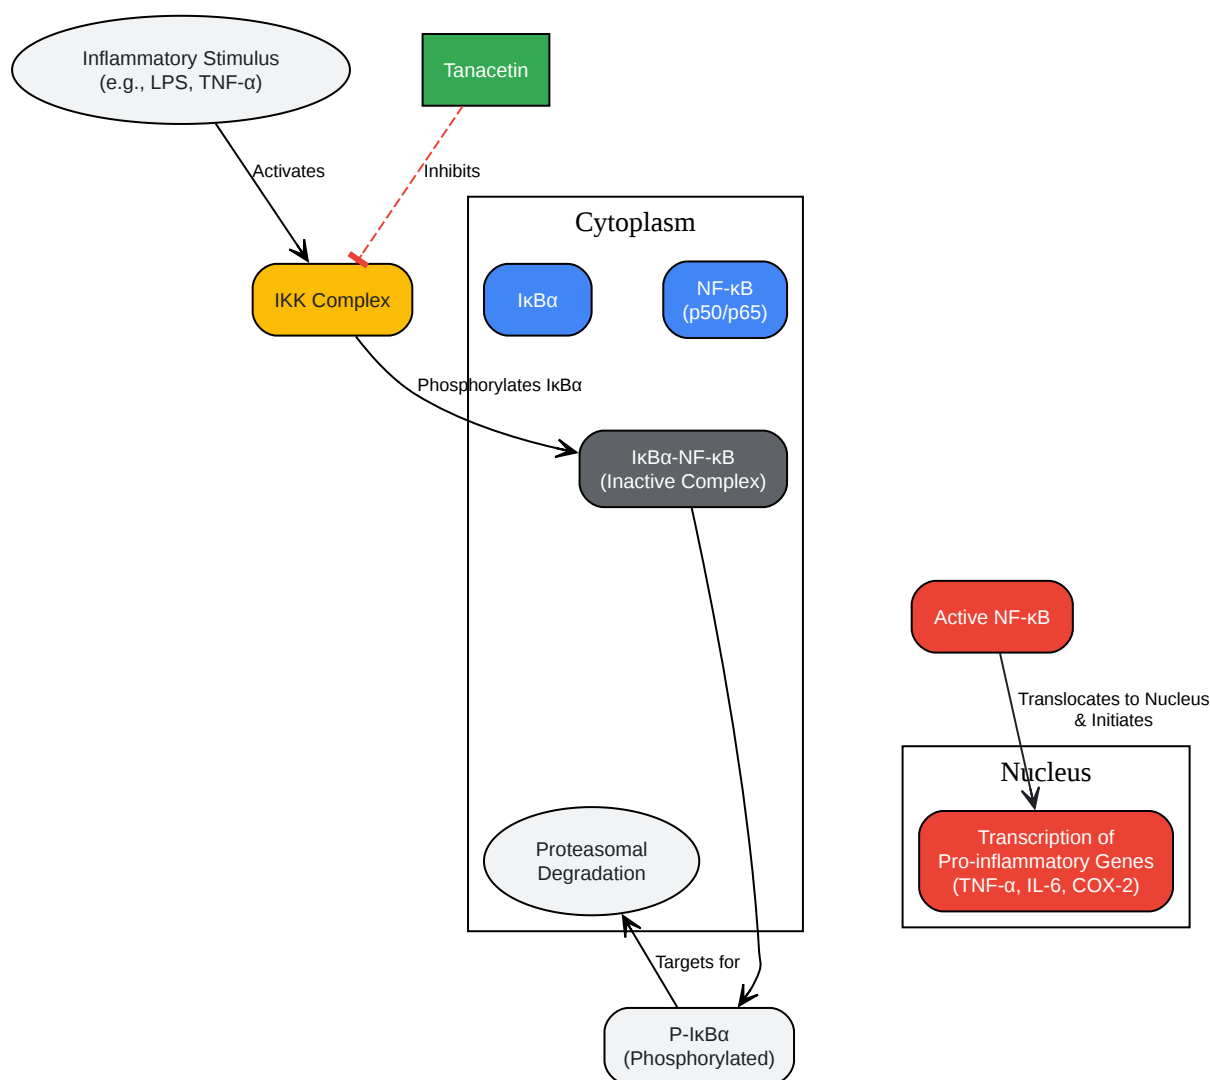 Inflammatory Stimulus
(e.g., LPS, TNF-α)
Tanacetin
Activates
Inhibits
Cytoplasm
IKK Complex
IκBα
NF-κB
(p50/p65)
Phosphorylates IκBα
IκBα-NF-κB
(Inactive Complex)
Active NF-κB
Translocates to Nucleus
& Initiates
Nucleus
Transcription of
Pro-inflammatory Genes
(TNF-α, IL-6, COX-2)
Proteasomal
Degradation
Targets for
P-IκBα
(Phosphorylated)